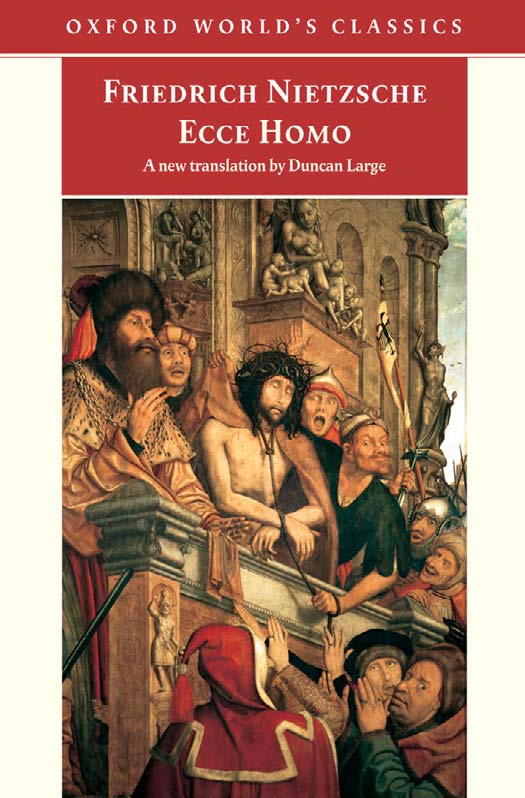 OXFORD WORLD'S CLASSICS
FRIEDRICH NIETZSCHE
ECCE HOMO
A new translation by Duncan Large